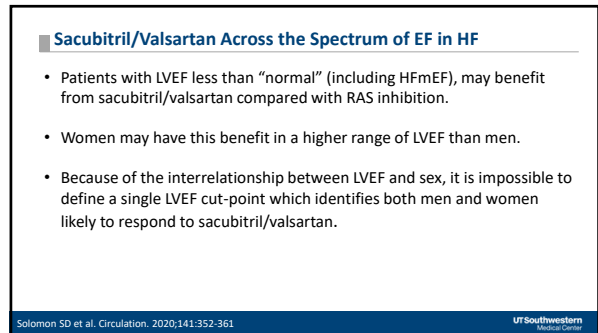 Sacubitril/Valsartan Across the Spectrum of EF in HF
• Patients with LVEF less than “normal” (including HFmEF), may benefit
from sacubitril/valsartan compared with RAS inhibition.
• Women may have this benefit in a higher range of LVEF than men.
• Because of the interrelationship between LVEF and sex, it is impossible to
define a single LVEF cut-point which identifies both men and women
likely to respond to sacubitril/valsartan.
Solomon SD et al. Circulation. 2020;141:352-361
UTSouthwestern
Medical Center